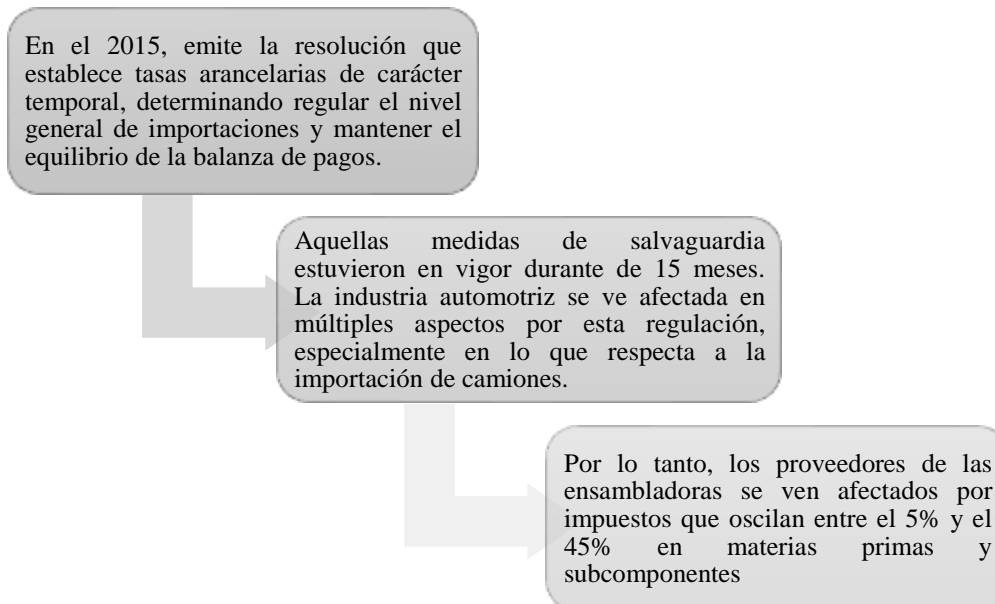 En el 2015, emite la resolución que
establece tasas arancelarias de carácter
temporal, determinando regular el nivel
general de importaciones y mantener el
equilibrio de la balanza de pagos.
Aquellas medidas de salvaguardia
estuvieron en vigor durante de 15 meses.
La industria automotriz se ve afectada en
múltiples aspectos por esta regulación,
especialmente en lo que respecta a la
importación de camiones.
Por lo tanto, los proveedores de las
ensambladoras se ven afectados por
impuestos que oscilan entre el 5% y el
45% en materias primas y
subcomponentes